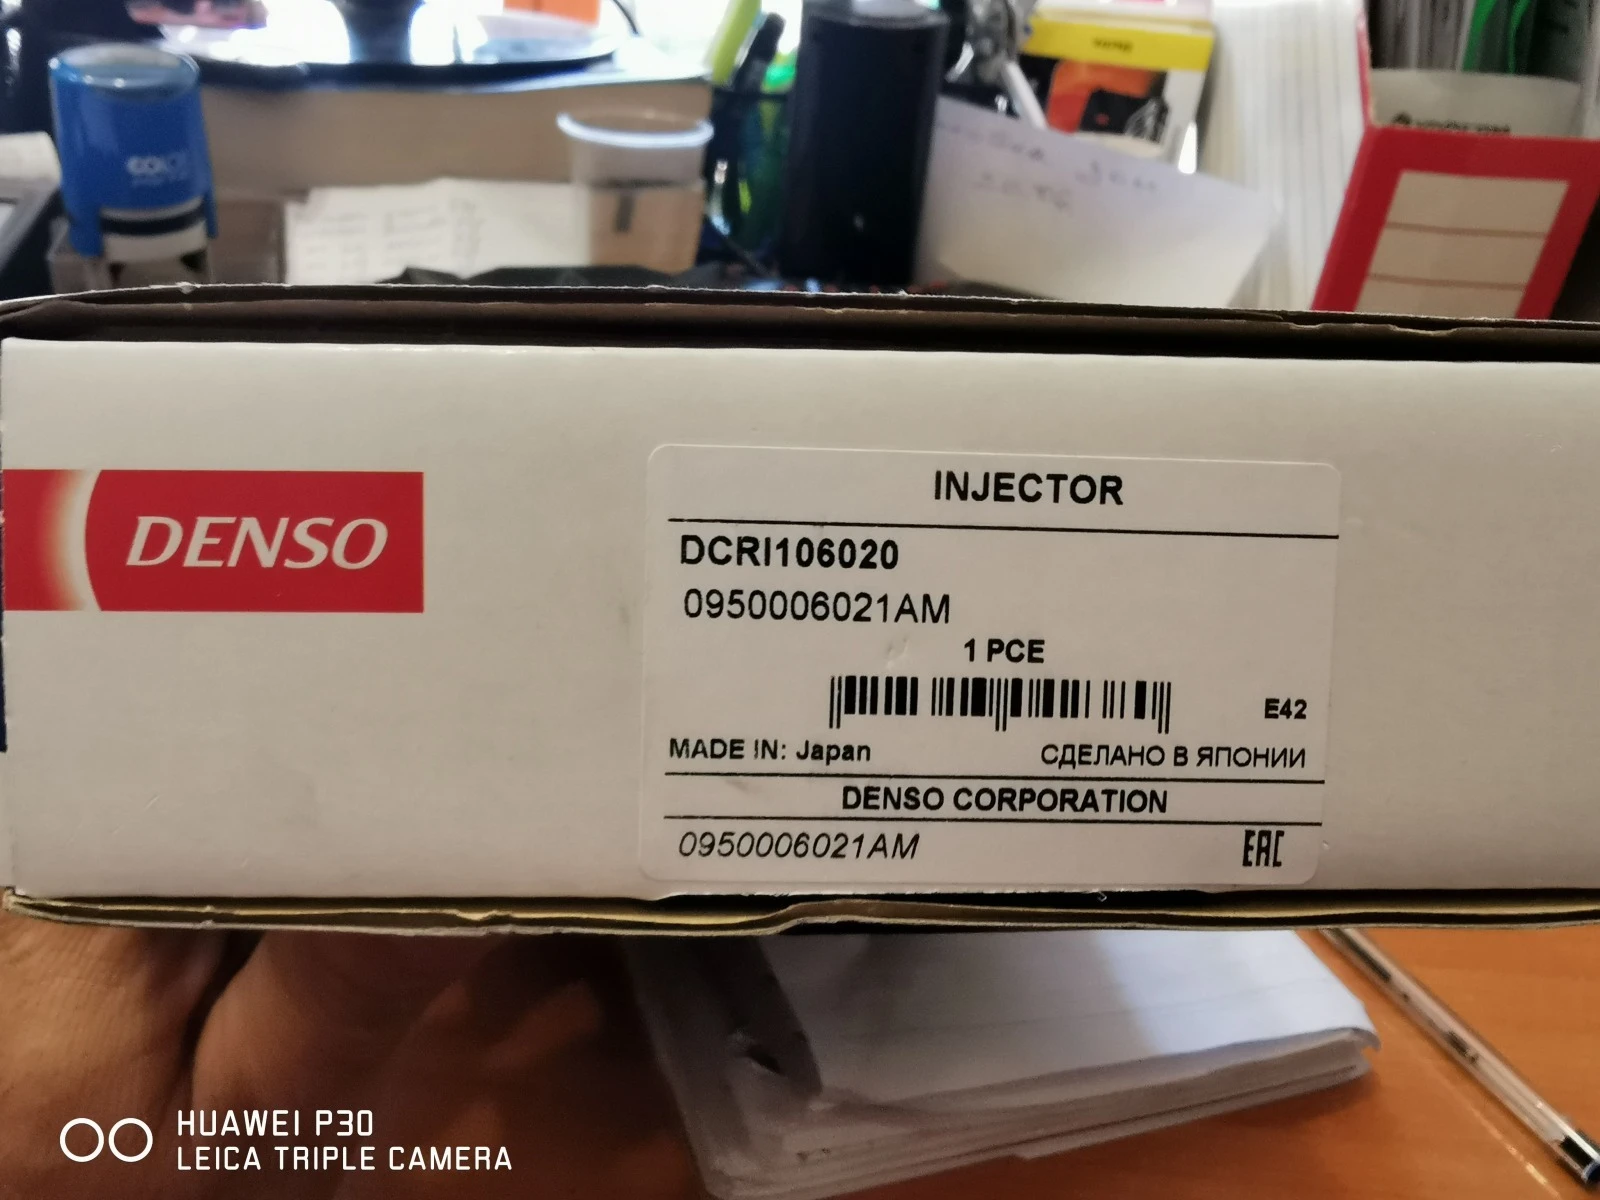 DENSO
INJECTOR
DCRI106020
0950006021AM
1 PCE
E42
MADE IN: Japan
СДЕЛАНО В ЯПОНИИ
DENSO CORPORATION
0950006021AM
EAC
HUAWEI P30
LEICA TRIPLE CAMERA